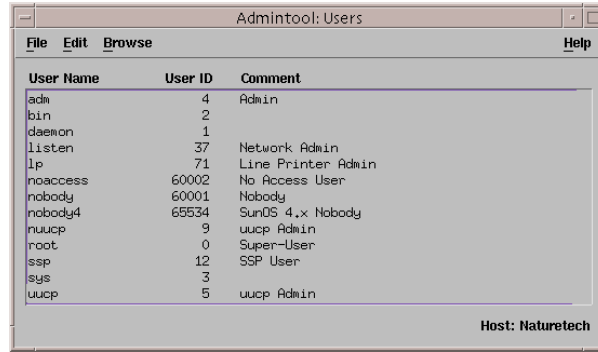 Admintool: Users
File Edit Browse Help
User Name User ID Comment
adm 4 Admin
bin 2
daemon 1
listen 37 Network Admin
lp 71 Line Printer Admin
noaccess 60002 No Access User
nobody 60001 Nobody
nobody4 65534 SunOS 4.x Nobody
nuucp 9 uucp Admin
root 0 Super-User
ssp 12 SSP User
sys 3
uucp 5 uucp Admin
Host: Naturetech